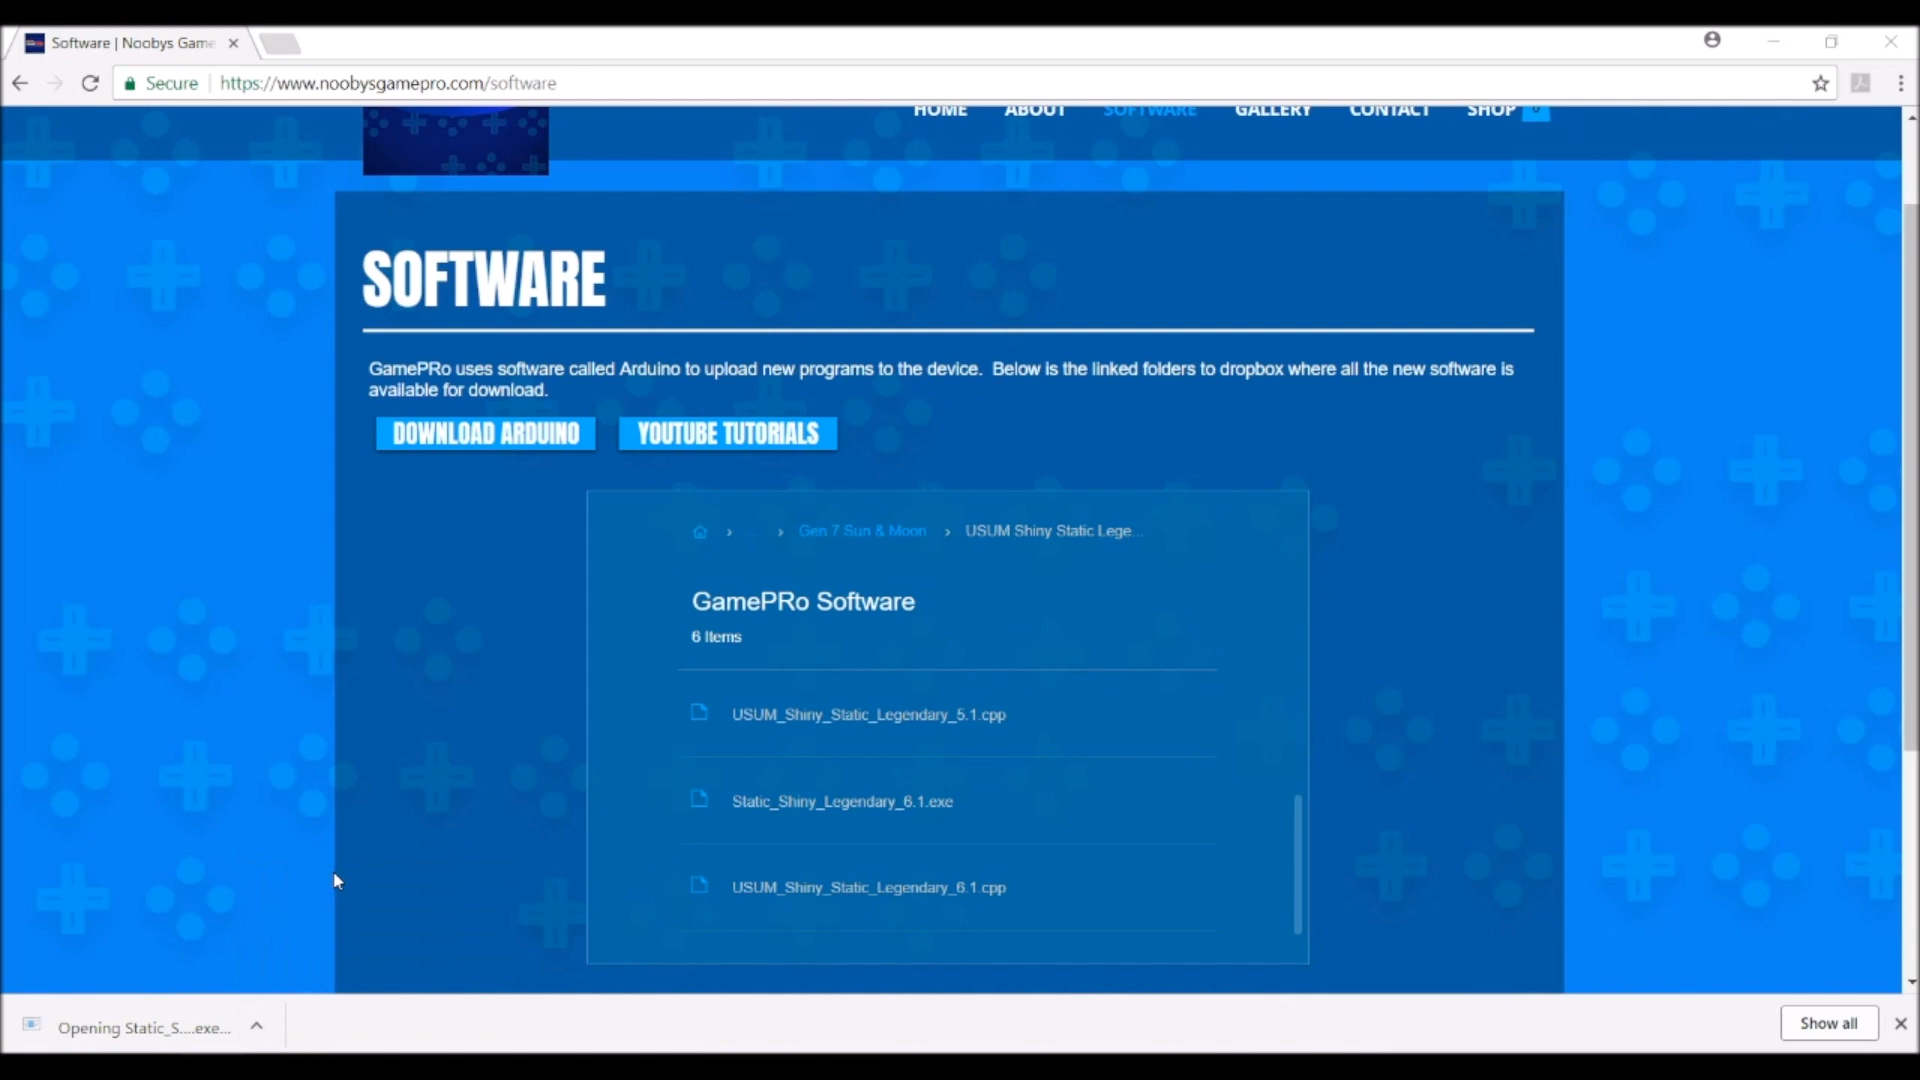 Software | Noobys Game
Secure https://www.noobysgamepro.com/software
HOME ABOUT SOFTWARE GALLERY CONTACT SHOP
SOFTWARE
GamePRo uses software called Arduino to upload new programs to the device. Below is the linked folders to dropbox where all the new software is
available for download.
DOWNLOAD ARDUINO YOUTUBE TUTORIALS
> ... > Gen 7 Sun & Moon > USUM Shiny Static Lege...
GamePRo Software
6 Items
USUM_Shiny_Static_Legendary_5.1.cpp
Static_Shiny_Legendary_6.1.exe
USUM_Shiny_Static_Legendary_6.1.cpp
Opening Static_S....exe...
Show all